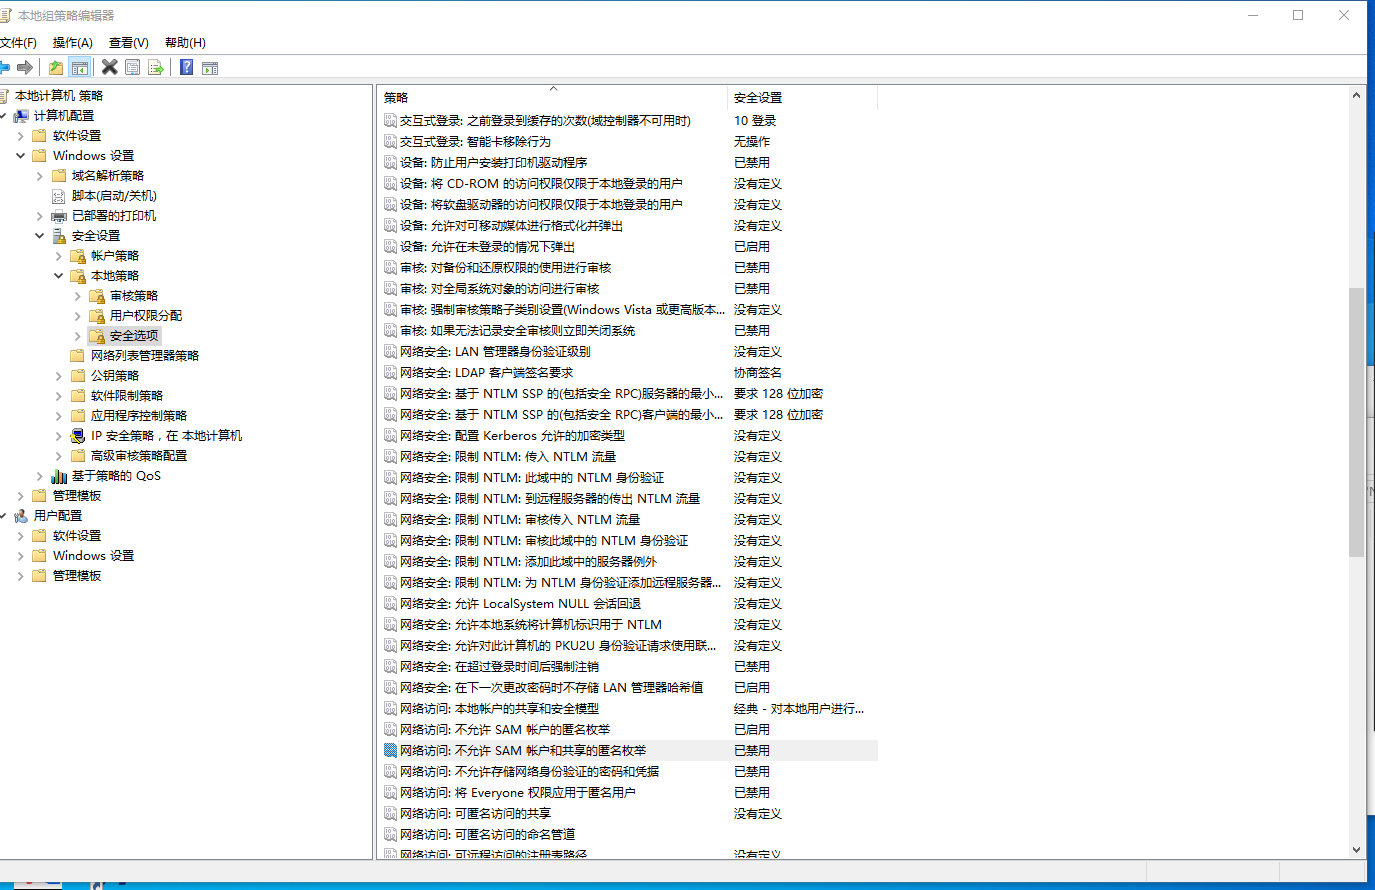 本地组策略编辑器
文件(F) 操作(A) 查看(V) 帮助(H)
本地计算机 策略
计算机配置
软件设置
Windows 设置
域名解析策略
脚本(启动/关机)
已部署的打印机
安全设置
帐户策略
本地策略
审核策略
用户权限分配
安全选项
网络列表管理器策略
公钥策略
软件限制策略
应用程序控制策略
IP 安全策略，在 本地计算机
高级审核策略配置
基于策略的 QoS
管理模板
用户配置
软件设置
Windows 设置
管理模板
策略 安全设置
交互式登录: 之前登录到缓存的次数(域控制器不可用时) 10 登录
交互式登录: 智能卡移除行为 无操作
设备: 防止用户安装打印机驱动程序 已禁用
设备: 将 CD-ROM 的访问权限仅限于本地登录的用户 没有定义
设备: 将软盘驱动器的访问权限仅限于本地登录的用户 没有定义
设备: 允许对可移动媒体进行格式化并弹出 没有定义
设备: 允许在未登录的情况下弹出 已启用
审核: 对备份和还原权限的使用进行审核 已禁用
审核: 对全局系统对象的访问进行审核 已禁用
审核: 强制审核策略子类别设置(Windows Vista 或更高版本... 没有定义
审核: 如果无法记录安全审核则立即关闭系统 已禁用
网络安全: LAN 管理器身份验证级别 没有定义
网络安全: LDAP 客户端签名要求 协商签名
网络安全: 基于 NTLM SSP 的(包括安全 RPC)服务器的最小... 要求 128 位加密
网络安全: 基于 NTLM SSP 的(包括安全 RPC)客户端的最小... 要求 128 位加密
网络安全: 配置 Kerberos 允许的加密类型 没有定义
网络安全: 限制 NTLM: 传入 NTLM 流量 没有定义
网络安全: 限制 NTLM: 此域中的 NTLM 身份验证 没有定义
网络安全: 限制 NTLM: 到远程服务器的传出 NTLM 流量 没有定义
网络安全: 限制 NTLM: 审核传入 NTLM 流量 没有定义
网络安全: 限制 NTLM: 审核此域中的 NTLM 身份验证 没有定义
网络安全: 限制 NTLM: 添加此域中的服务器例外 没有定义
网络安全: 限制 NTLM: 为 NTLM 身份验证添加远程服务器... 没有定义
网络安全: 允许 LocalSystem NULL 会话回退 没有定义
网络安全: 允许本地系统将计算机标识用于 NTLM 没有定义
网络安全: 允许对此计算机的 PKU2U 身份验证请求使用联... 没有定义
网络安全: 在超过登录时间后强制注销 已禁用
网络安全: 在下一次更改密码时不存储 LAN 管理器哈希值 已启用
网络访问: 本地帐户的共享和安全模型 经典 - 对本地用户进行...
网络访问: 不允许 SAM 帐户的匿名枚举 已启用
网络访问: 不允许 SAM 帐户和共享的匿名枚举 已禁用
网络访问: 不允许存储网络身份验证的密码和凭据 已禁用
网络访问: 将 Everyone 权限应用于匿名用户 已禁用
网络访问: 可匿名访问的共享 没有定义
网络访问: 可匿名访问的命名管道
网络访问: 可远程访问的注册表路径 没有定义